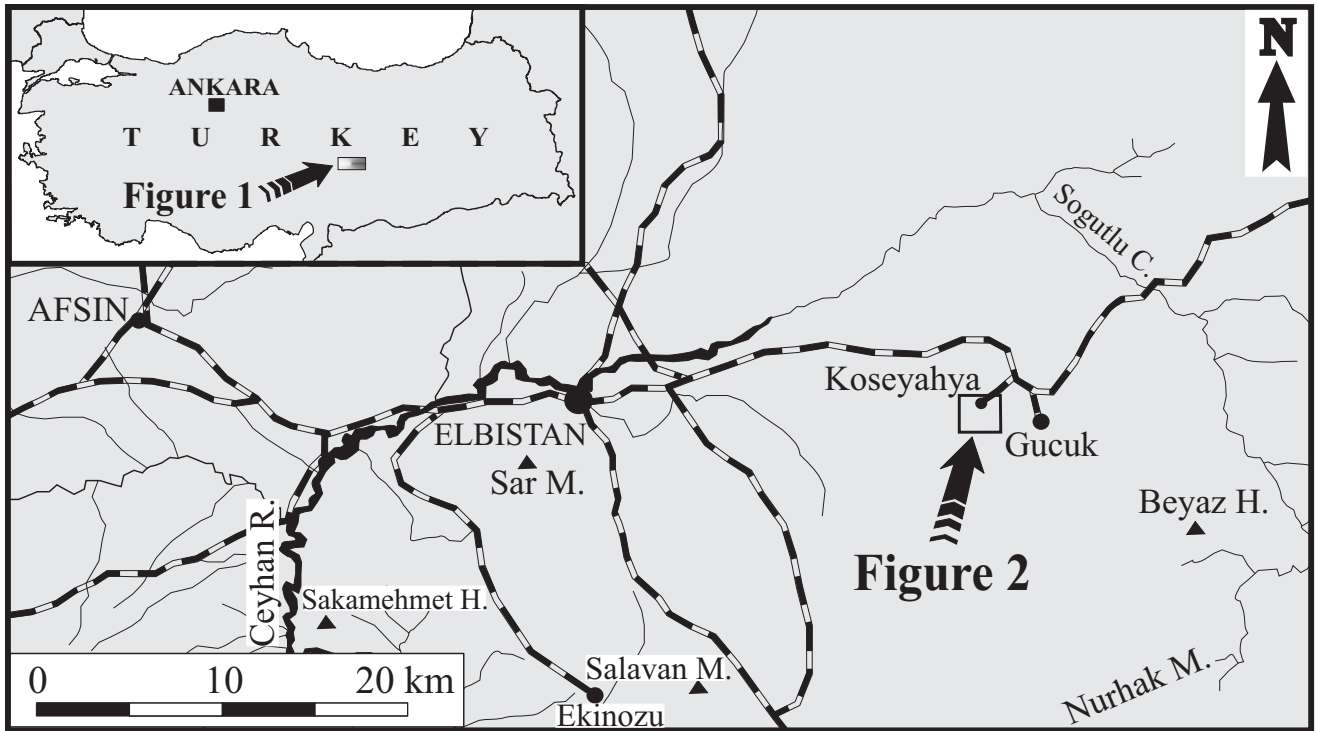 N
ANKARA
T U R K E Y
Figure 1
Sogutlu C.
AFSIN
Koseyahya
ELBISTAN
Gucuk
Sar M.
Beyaz H.
Ceyhan R.
Figure 2
Sakamehmet H.
Salavan M.
Nurhak M.
0 10 20 km
Ekinozu